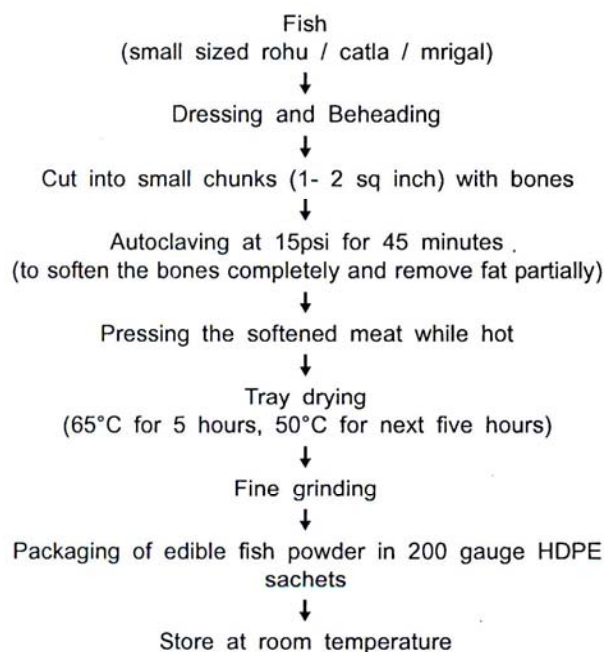 Fish
(small sized rohu / catla / mrigal)
↓
Dressing and Beheading
↓
Cut into small chunks (1- 2 sq inch) with bones
↓
Autoclaving at 15psi for 45 minutes .
(to soften the bones completely and remove fat partially)
↓
Pressing the softened meat while hot
↓
Tray drying
(65°C for 5 hours, 50°C for next five hours)
↓
Fine grinding
↓
Packaging of edible fish powder in 200 gauge HDPE
sachets
↓
Store at room temperature